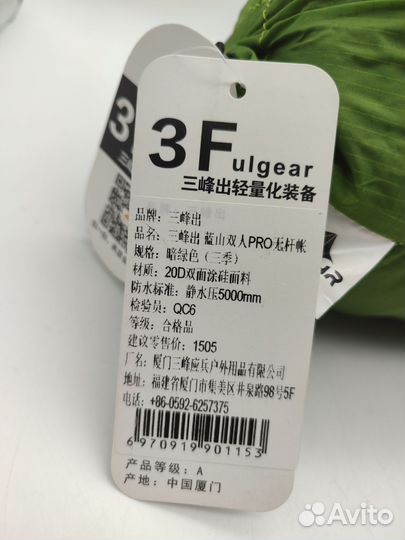 3Fulgear
三峰出轻量化装备
品牌: 三峰出
品名: 三峰出 蓝山双人PRO无杆帐
规格: 暗绿色 (三季)
材质: 20D双面涂硅面料
防水标准: 静水压5000mm
检验员: QC6
等级: 合格品
建议零售价: 1505
厂名: 厦门三峰应兵户外用品有限公司
地址: 福建省厦门市集美区井泉路98号5F
电话: +86-0592-6257375
6970919901153
产品等级: A
产地: 中国厦门
3
三
Avito